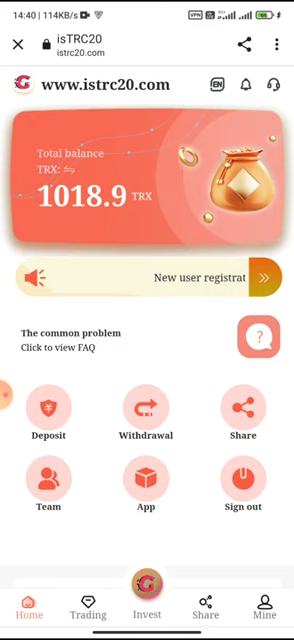 14:40 | 114KB/s
VPN
66
isTRC20
istrc20.com
www.istrc20.com
EN
Total balance
TRX:
1018.9 TRX
New user registrat
The common problem
Click to view FAQ
?
Deposit
Withdrawal
Share
Team
App
Sign out
Home
Trading
Invest
Share
Mine